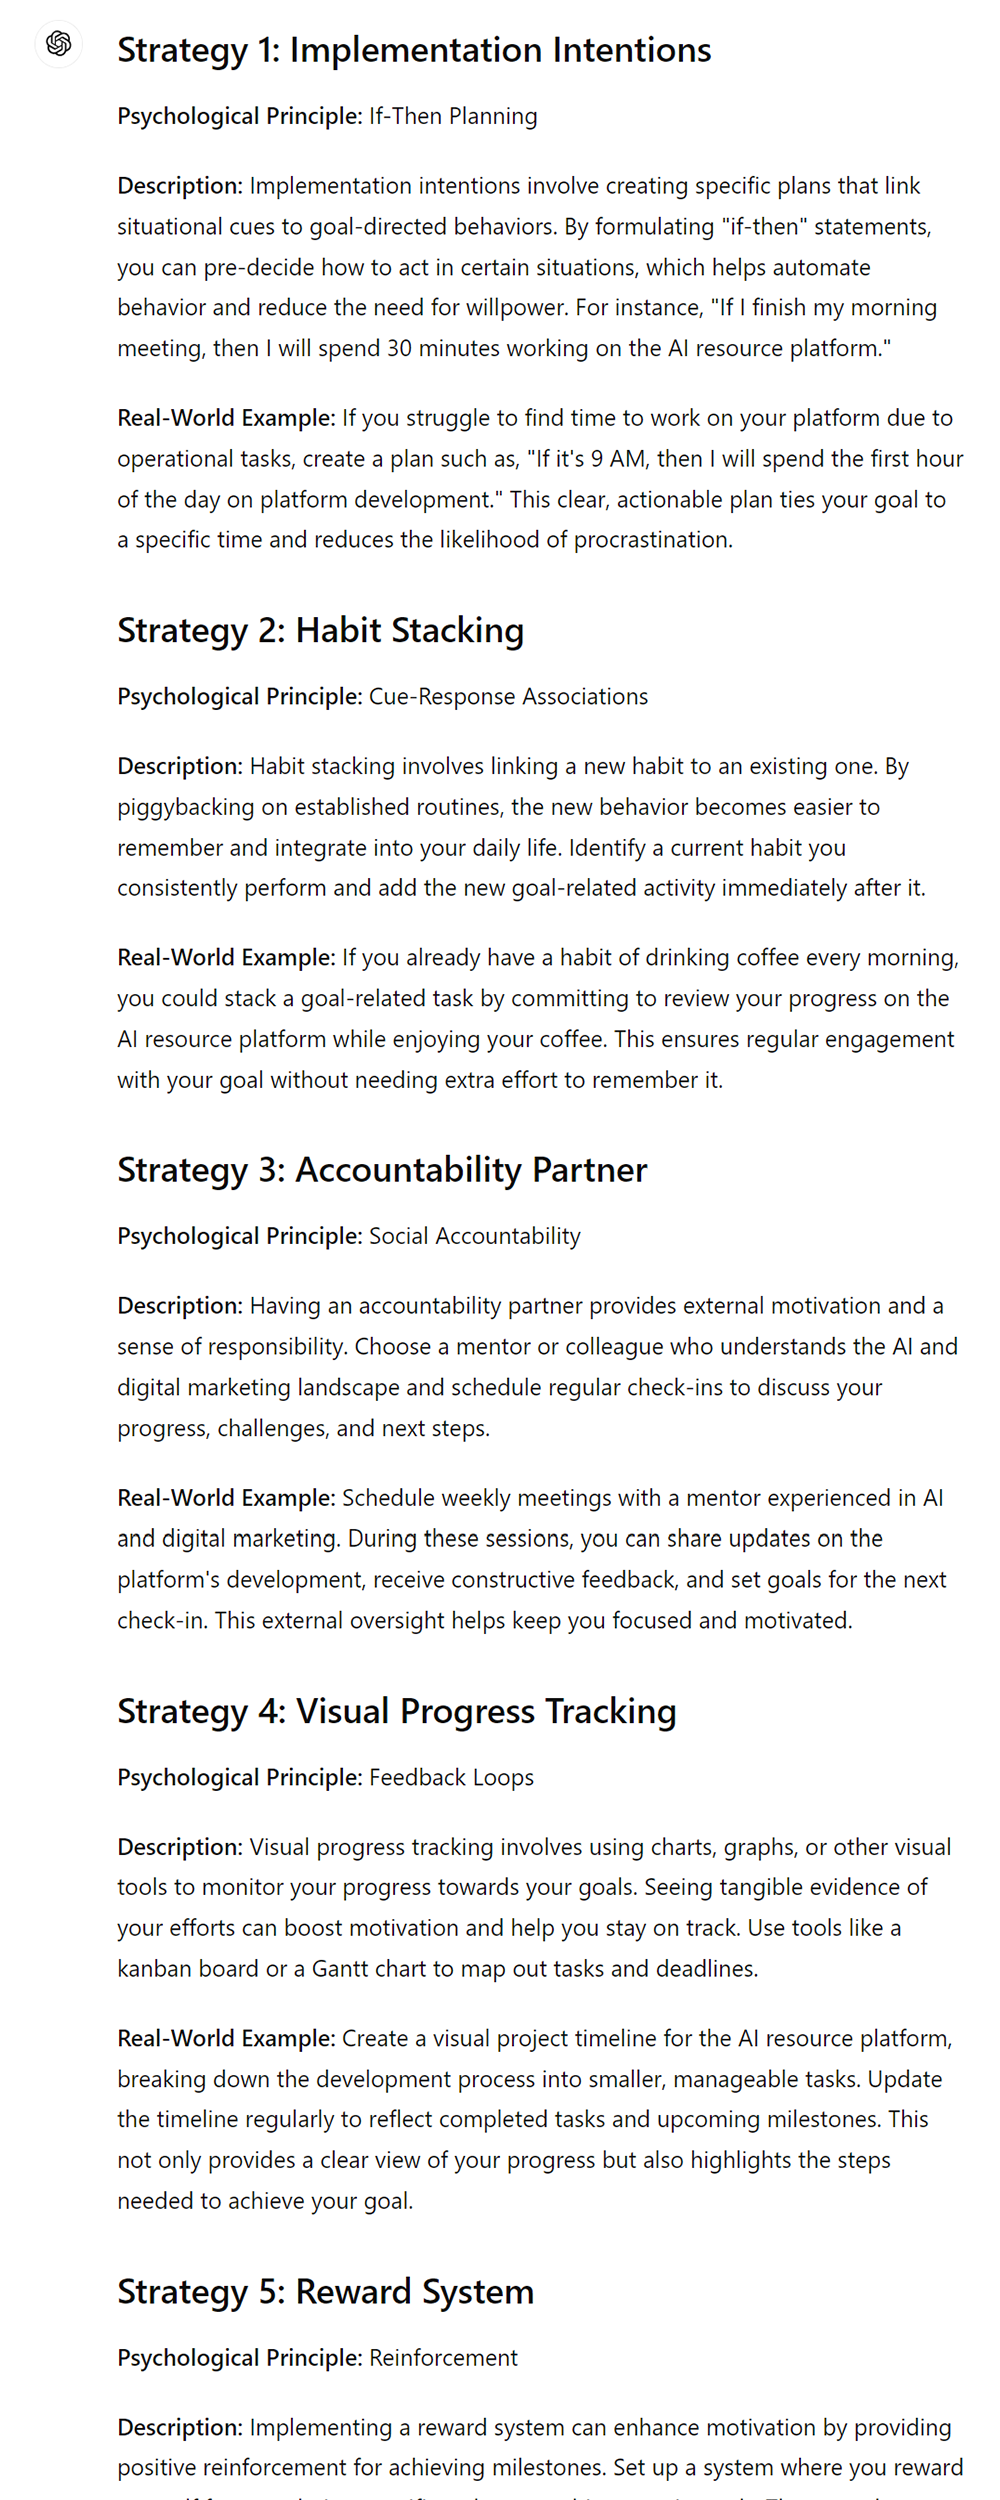 Strategy 1: Implementation Intentions
Psychological Principle: If-Then Planning
Description: Implementation intentions involve creating specific plans that link
situational cues to goal-directed behaviors. By formulating "if-then" statements,
you can pre-decide how to act in certain situations, which helps automate
behavior and reduce the need for willpower. For instance, "If I finish my morning
meeting, then I will spend 30 minutes working on the AI resource platform."
Real-World Example: If you struggle to find time to work on your platform due to
operational tasks, create a plan such as, "If it's 9 AM, then I will spend the first hour
of the day on platform development." This clear, actionable plan ties your goal to
a specific time and reduces the likelihood of procrastination.
Strategy 2: Habit Stacking
Psychological Principle: Cue-Response Associations
Description: Habit stacking involves linking a new habit to an existing one. By
piggybacking on established routines, the new behavior becomes easier to
remember and integrate into your daily life. Identify a current habit you
consistently perform and add the new goal-related activity immediately after it.
Real-World Example: If you already have a habit of drinking coffee every morning,
you could stack a goal-related task by committing to review your progress on the
AI resource platform while enjoying your coffee. This ensures regular engagement
with your goal without needing extra effort to remember it.
Strategy 3: Accountability Partner
Psychological Principle: Social Accountability
Description: Having an accountability partner provides external motivation and a
sense of responsibility. Choose a mentor or colleague who understands the AI and
digital marketing landscape and schedule regular check-ins to discuss your
progress, challenges, and next steps.
Real-World Example: Schedule weekly meetings with a mentor experienced in AI
and digital marketing. During these sessions, you can share updates on the
platform's development, receive constructive feedback, and set goals for the next
check-in. This external oversight helps keep you focused and motivated.
Strategy 4: Visual Progress Tracking
Psychological Principle: Feedback Loops
Description: Visual progress tracking involves using charts, graphs, or other visual
tools to monitor your progress towards your goals. Seeing tangible evidence of
your efforts can boost motivation and help you stay on track. Use tools like a
kanban board or a Gantt chart to map out tasks and deadlines.
Real-World Example: Create a visual project timeline for the AI resource platform,
breaking down the development process into smaller, manageable tasks. Update
the timeline regularly to reflect completed tasks and upcoming milestones. This
not only provides a clear view of your progress but also highlights the steps
needed to achieve your goal.
Strategy 5: Reward System
Psychological Principle: Reinforcement
Description: Implementing a reward system can enhance motivation by providing
positive reinforcement for achieving milestones. Set up a system where you reward